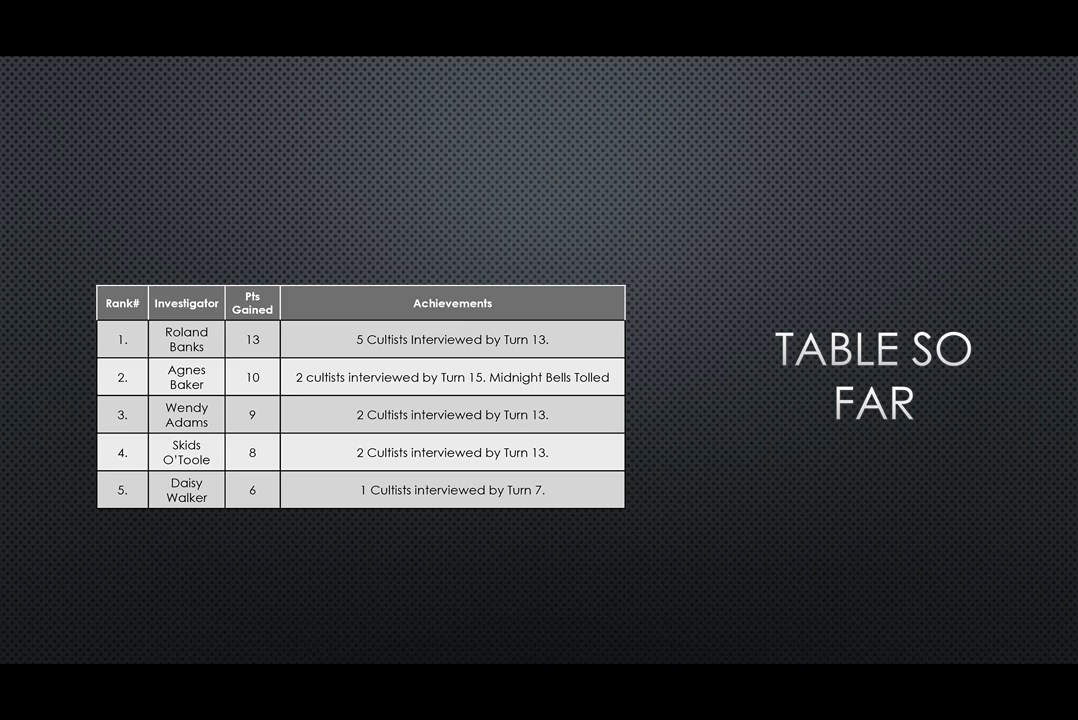 Rank# Investigator Pts Gained Achievements
1. Roland Banks 13 5 Cultists Interviewed by Turn 13.
2. Agnes Baker 10 2 cultists interviewed by Turn 15. Midnight Bells Tolled
3. Wendy Adams 9 2 Cultists interviewed by Turn 13.
4. Skids O’Toole 8 2 Cultists interviewed by Turn 13.
5. Daisy Walker 6 1 Cultists interviewed by Turn 7.
TABLE SO
FAR